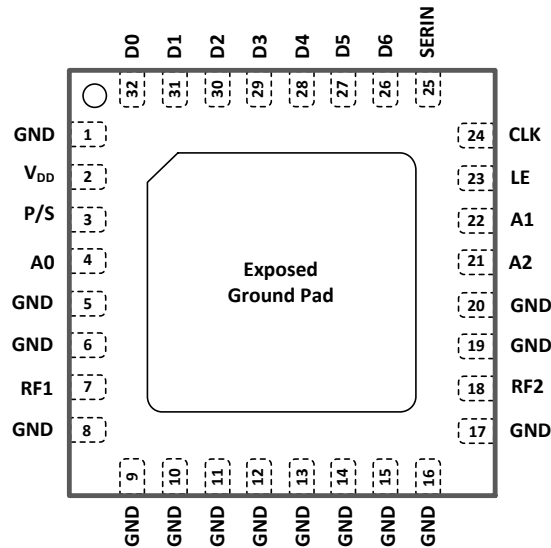 D0 D1 D2 D3 D4 D5 D6 SERIN
32 31 30 29 28 27 26 25
GND 1 24 CLK
VDD 2 23 LE
P/S 3 22 A1
A0 4 21 A2
GND 5 20 GND
GND 6 19 GND
RF1 7 18 RF2
GND 8 17 GND
Exposed
Ground Pad
9 10 11 12 13 14 15 16
GND GND GND GND GND GND GND GND